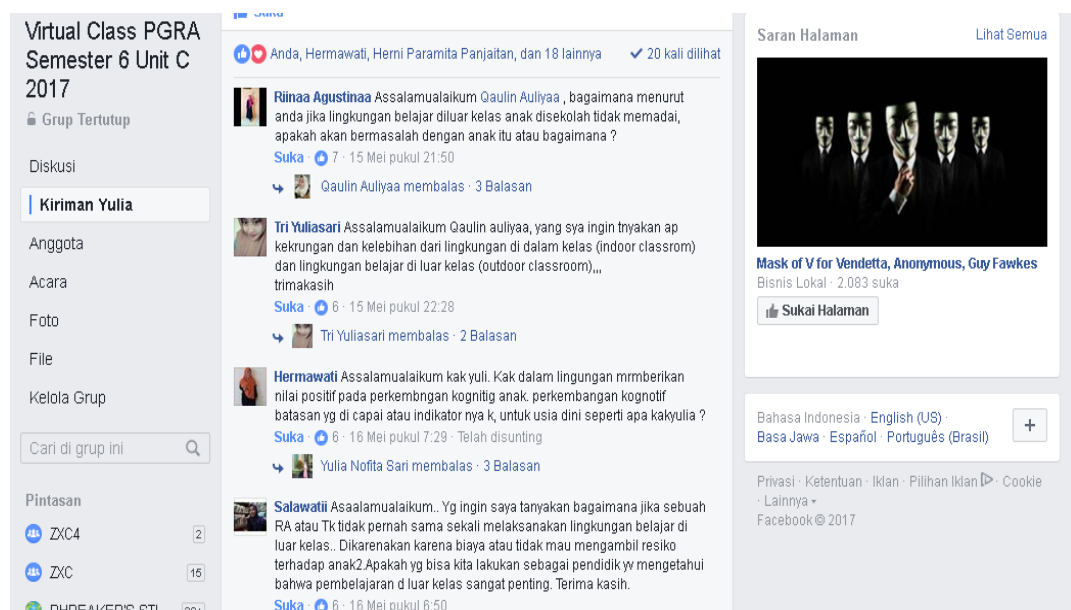 Virtual Class PGRA
Semester 6 Unit C
2017
Grup Tertutup
Diskusi
Kiriman Yulia
Anggota
Acara
Foto
File
Kelola Grup
Cari di grup ini
Pintasan
ZXC4 2
ZXC 15
Suka
Anda, Hermawati, Herni Paramita Panjaitan, dan 18 lainnya 20 kali dilihat
Riinaa Agustinaa Assalamualaikum Qaulin Auliyaa , bagaimana menurut
anda jika lingkungan belajar diluar kelas anak disekolah tidak memadai,
apakah akan bermasalah dengan anak itu atau bagaimana ?
Suka · 7 · 15 Mei pukul 21:50
Qaulin Auliyaa membalas · 3 Balasan
Tri Yuliasari Assalamualaikum Qaulin auliyaa, yang sya ingin tnyakan ap
kekrungan dan kelebihan dari lingkungan di dalam kelas (indoor classrom)
dan lingkungan belajar di luar kelas (outdoor classroom),,,
trimakasih
Suka · 6 · 15 Mei pukul 22:28
Tri Yuliasari membalas · 2 Balasan
Hermawati Assalamualaikum kak yuli. Kak dalam lingungan mrmberikan
nilai positif pada perkembngan kognitig anak. perkembangan kognotif
batasan yg di capai atau indikator nya k, untuk usia dini seperti apa kakyulia ?
Suka · 6 · 16 Mei pukul 7:29 · Telah disunting
Yulia Nofita Sari membalas · 3 Balasan
Salawatii Asaalamualaikum.. Yg ingin saya tanyakan bagaimana jika sebuah
RA atau Tk tidak pernah sama sekali melaksanakan lingkungan belajar di
luar kelas.. Dikarenakan karena biaya atau tidak mau mengambil resiko
terhadap anak2.Apakah yg bisa kita lakukan sebagai pendidik yy mengetahui
bahwa pembelajaran d luar kelas sangat penting. Terima kasih.
Suka · 6 · 16 Mei pukul 6:50
Saran Halaman Lihat Semua
Mask of V for Vendetta, Anonymous, Guy Fawkes
Bisnis Lokal · 2.083 suka
Sukai Halaman
Bahasa Indonesia · English (US) ·
Basa Jawa · Español · Português (Brasil)
Privasi · Ketentuan · Iklan · Pilihan Iklan · Cookie
· Lainnya
Facebook © 2017